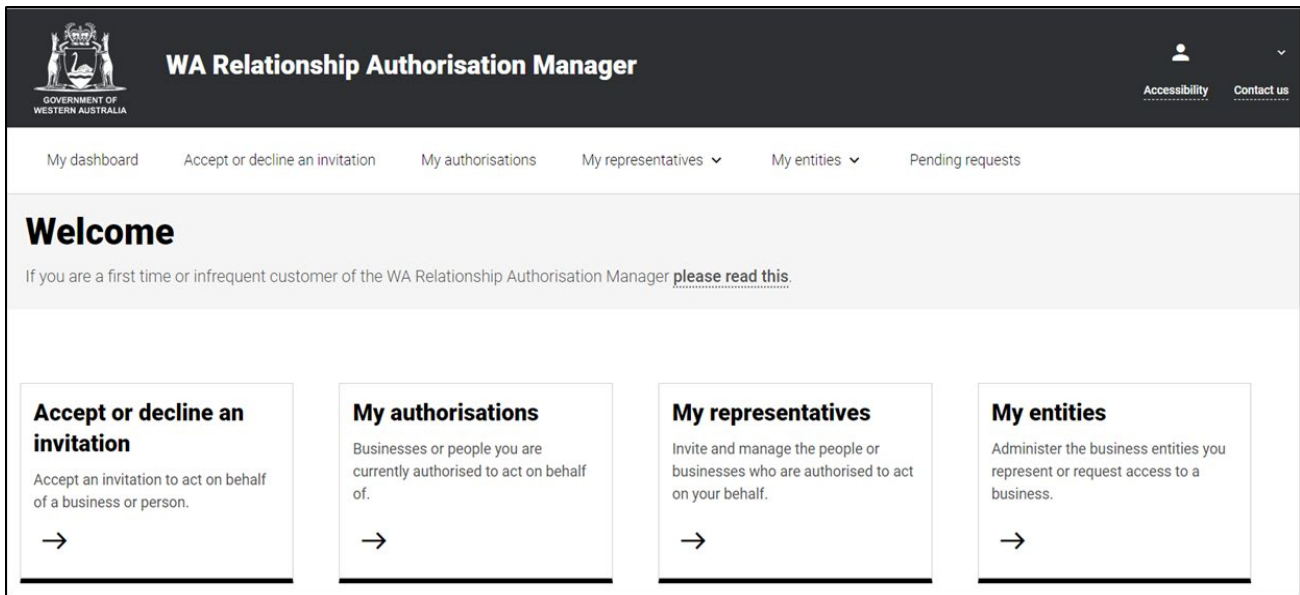 GOVERNMENT OF
WESTERN AUSTRALIA
WA Relationship Authorisation Manager
Accessibility
Contact us
My dashboard
Accept or decline an invitation
My authorisations
My representatives
My entities
Pending requests
Welcome
If you are a first time or infrequent customer of the WA Relationship Authorisation Manager please read this.
Accept or decline an
invitation
Accept an invitation to act on behalf
of a business or person.
My authorisations
Businesses or people you are
currently authorised to act on behalf
of.
My representatives
Invite and manage the people or
businesses who are authorised to act
on your behalf.
My entities
Administer the business entities you
represent or request access to a
business.